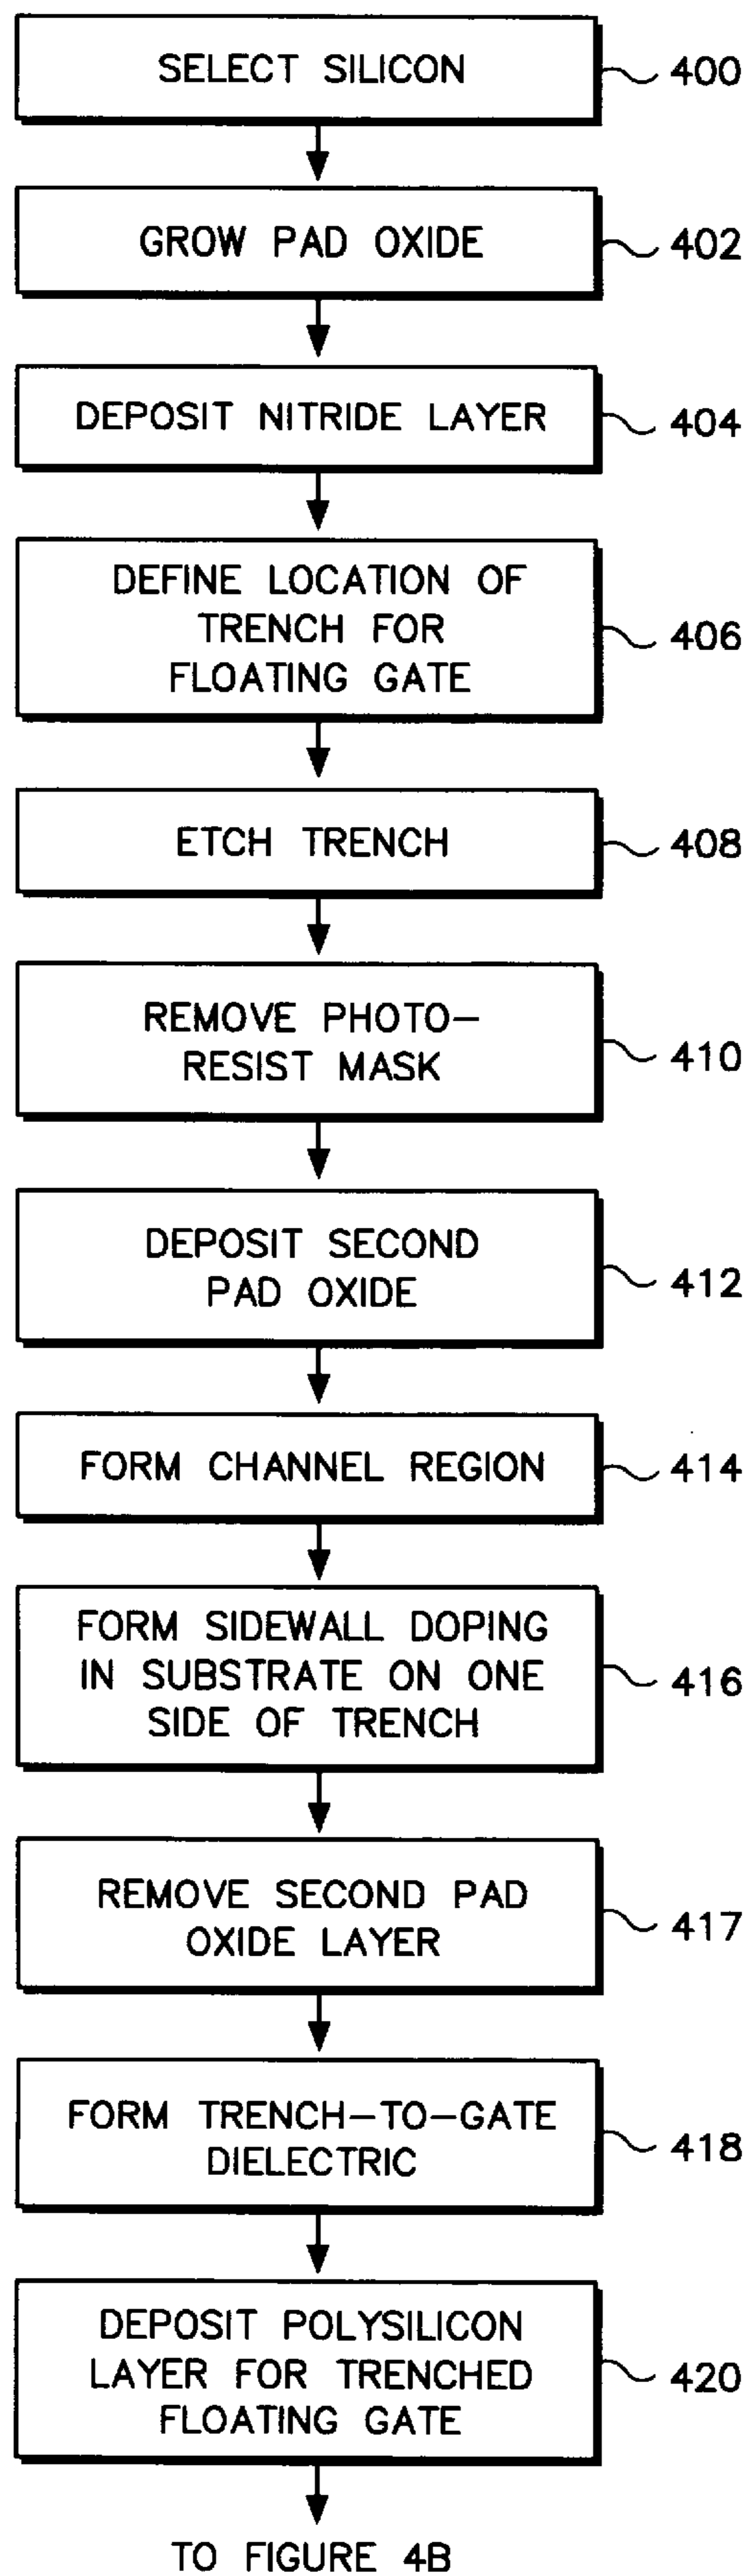 SELECT SILICON
400
GROW PAD OXIDE
402
DEPOSIT NITRIDE LAYER
404
DEFINE LOCATION OF
TRENCH FOR
FLOATING GATE
406
ETCH TRENCH
408
REMOVE PHOTO-
RESIST MASK
410
DEPOSIT SECOND
PAD OXIDE
412
FORM CHANNEL REGION
414
FORM SIDEWALL DOPING
IN SUBSTRATE ON ONE
SIDE OF TRENCH
416
REMOVE SECOND PAD
OXIDE LAYER
417
FORM TRENCH-TO-GATE
DIELECTRIC
418
DEPOSIT POLYSILICON
LAYER FOR TRENCHED
FLOATING GATE
420
TO FIGURE 4B